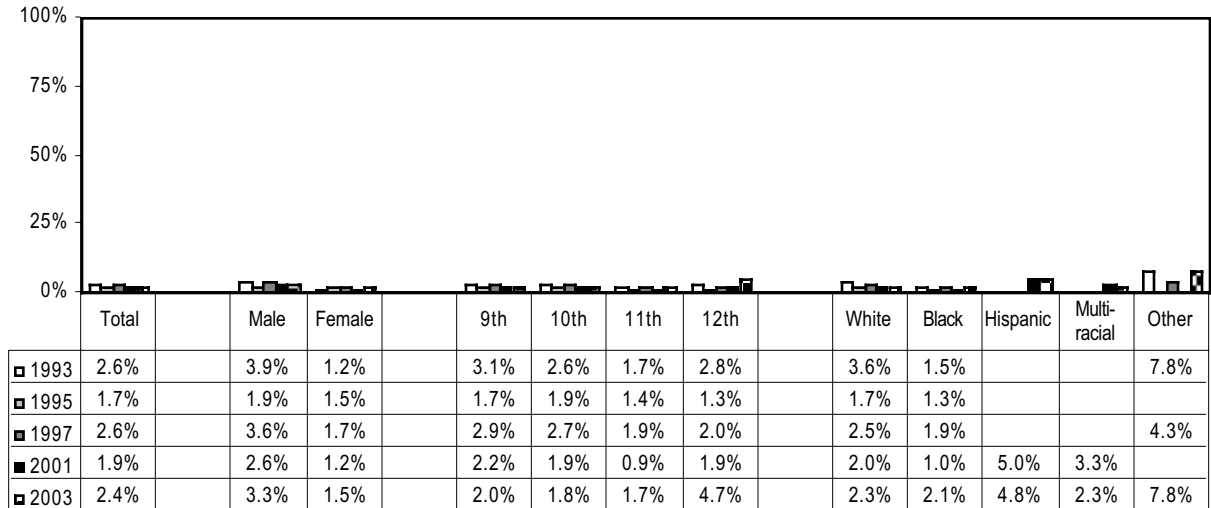 100%
75%
50%
25%
0%
Total Male Female 9th 10th 11th 12th White Black Hispanic Multi-
racial Other
1993 2.6% 3.9% 1.2% 3.1% 2.6% 1.7% 2.8% 3.6% 1.5% 7.8%
1995 1.7% 1.9% 1.5% 1.7% 1.9% 1.4% 1.3% 1.7% 1.3%
1997 2.6% 3.6% 1.7% 2.9% 2.7% 1.9% 2.0% 2.5% 1.9% 4.3%
2001 1.9% 2.6% 1.2% 2.2% 1.9% 0.9% 1.9% 2.0% 1.0% 5.0% 3.3%
2003 2.4% 3.3% 1.5% 2.0% 1.8% 1.7% 4.7% 2.3% 2.1% 4.8% 2.3% 7.8%